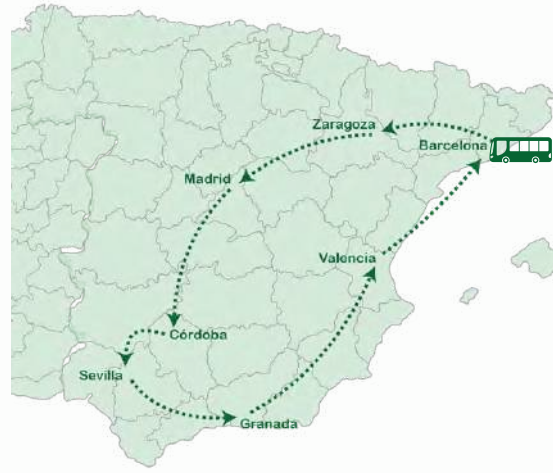 Zaragoza
Barcelona
Madrid
Valencia
Córdoba
Sevilla
Granada